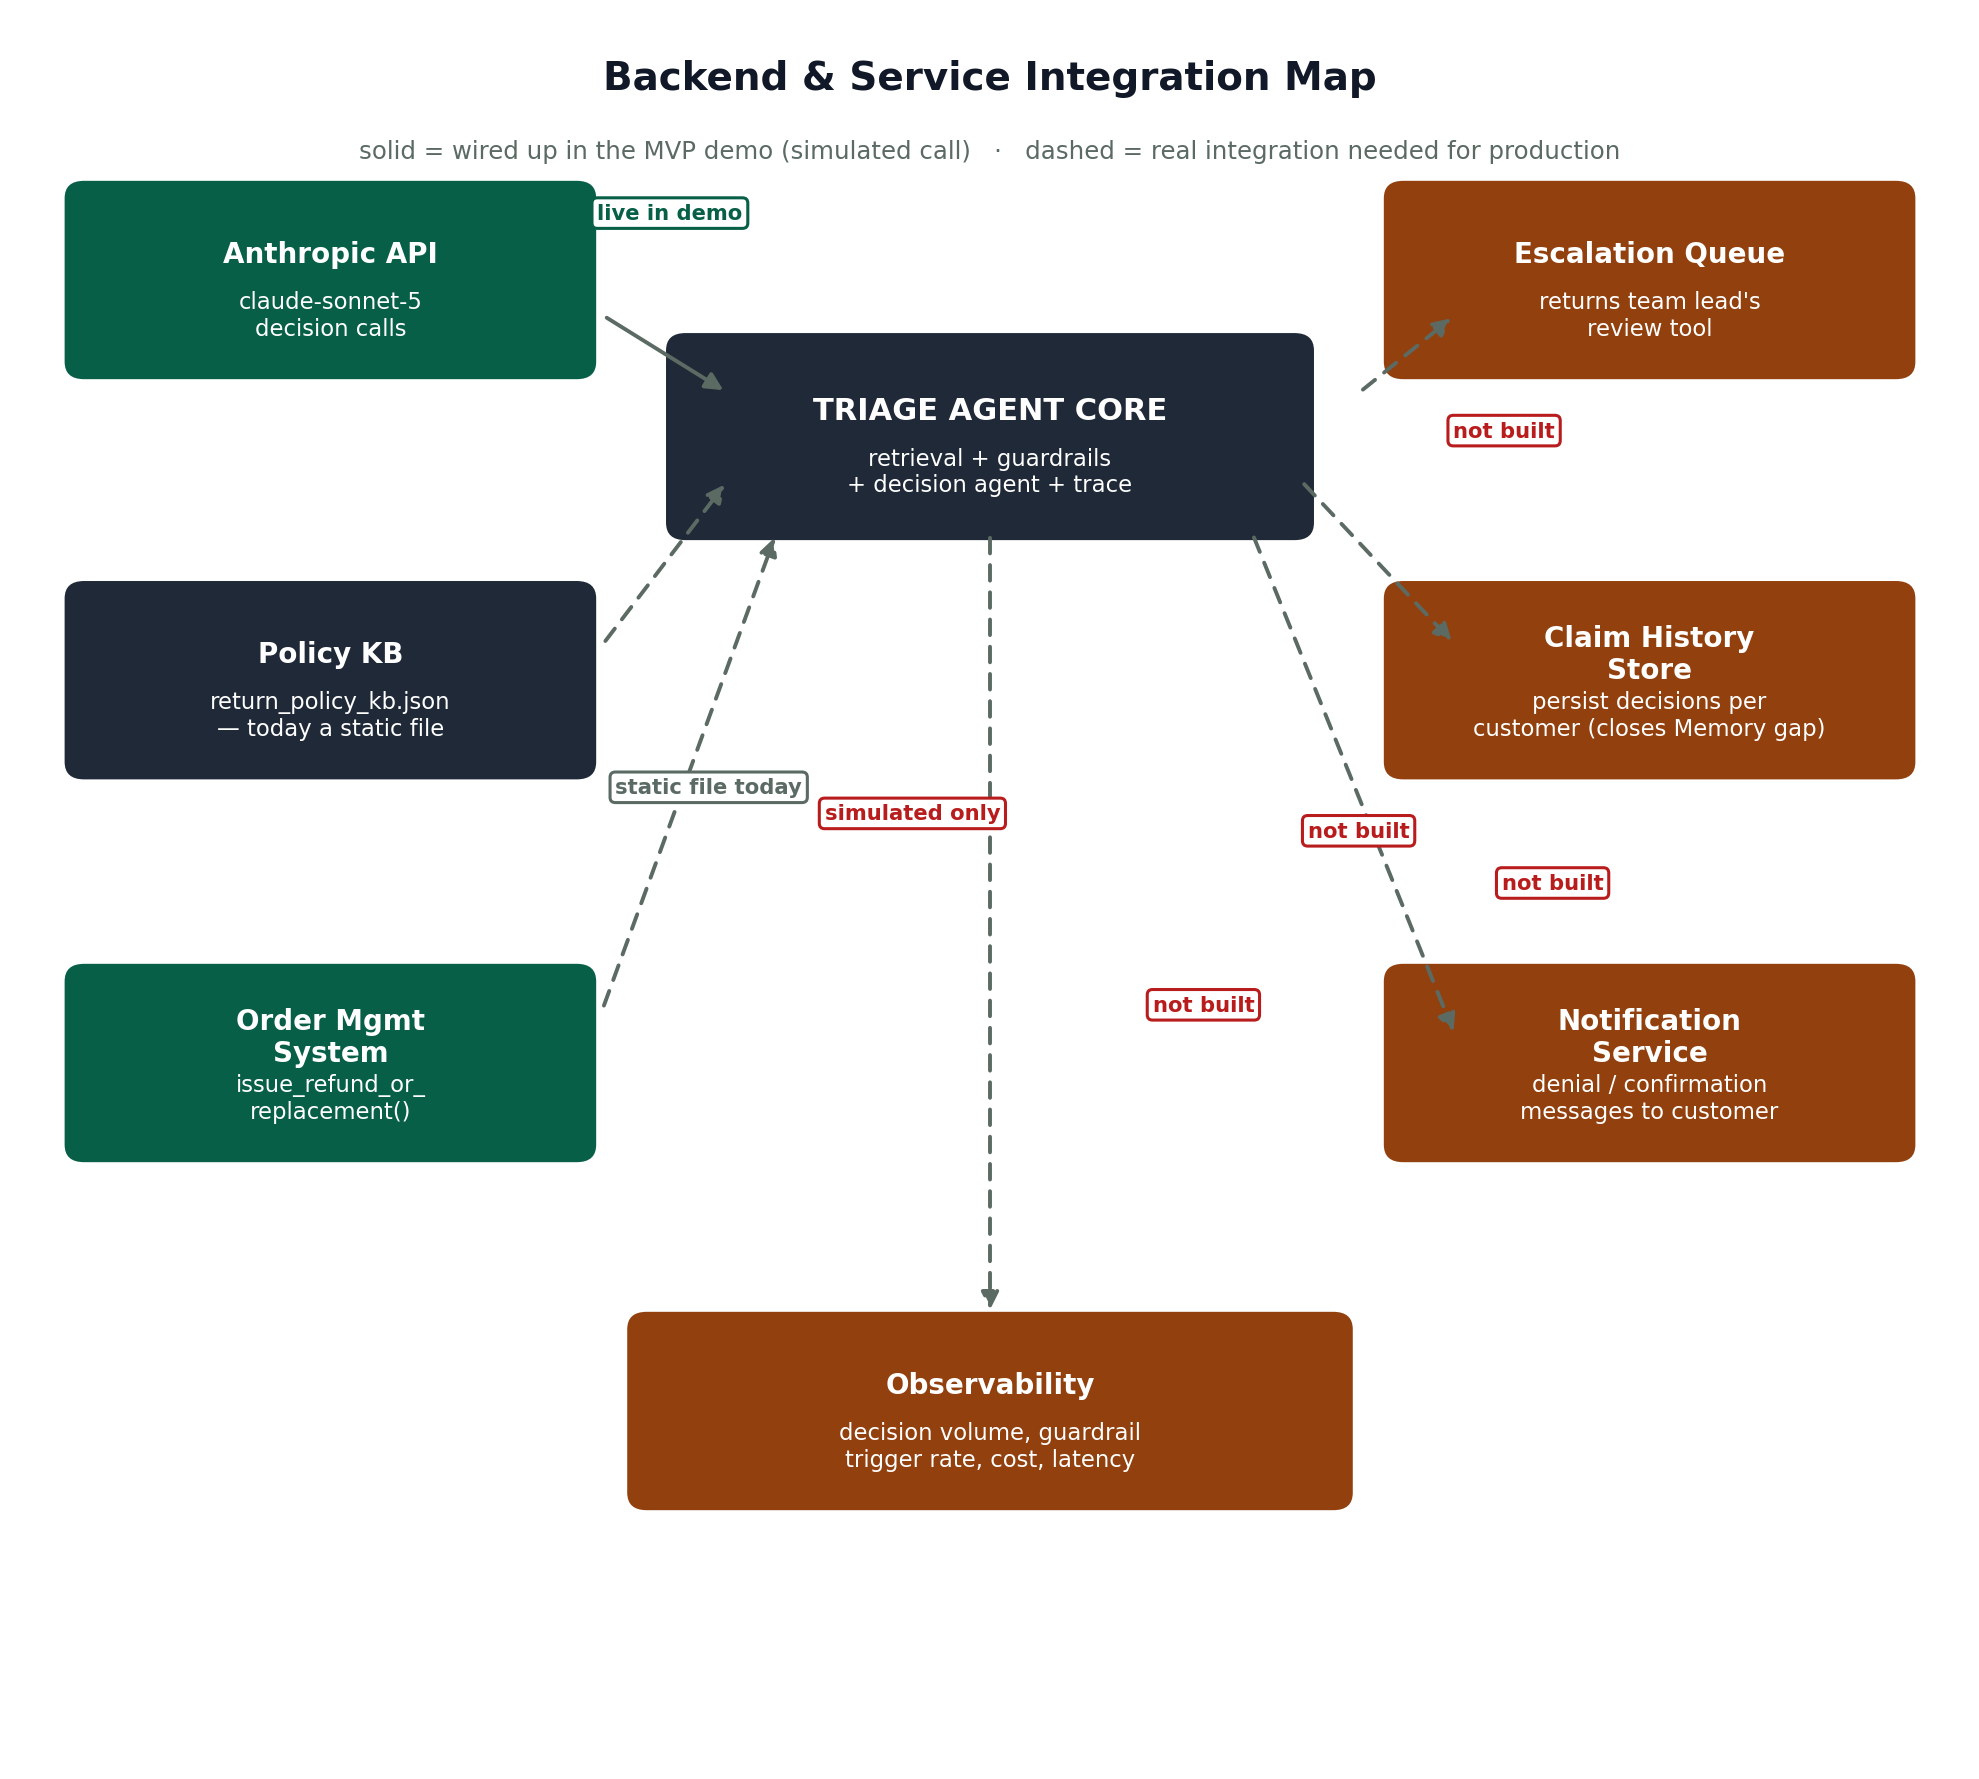 Backend & Service Integration Map
solid = wired up in the MVP demo (simulated call)   ·   dashed = real integration needed for production
Anthropic API
claude-sonnet-5
decision calls
live in demo
Escalation Queue
returns team lead's
review tool
not built
TRIAGE AGENT CORE
retrieval + guardrails
+ decision agent + trace
Policy KB
return_policy_kb.json
— today a static file
static file today
simulated only
Claim History
Store
persist decisions per
customer (closes Memory gap)
not built
not built
not built
Order Mgmt
System
issue_refund_or_
replacement()
Notification
Service
denial / confirmation
messages to customer
Observability
decision volume, guardrail
trigger rate, cost, latency